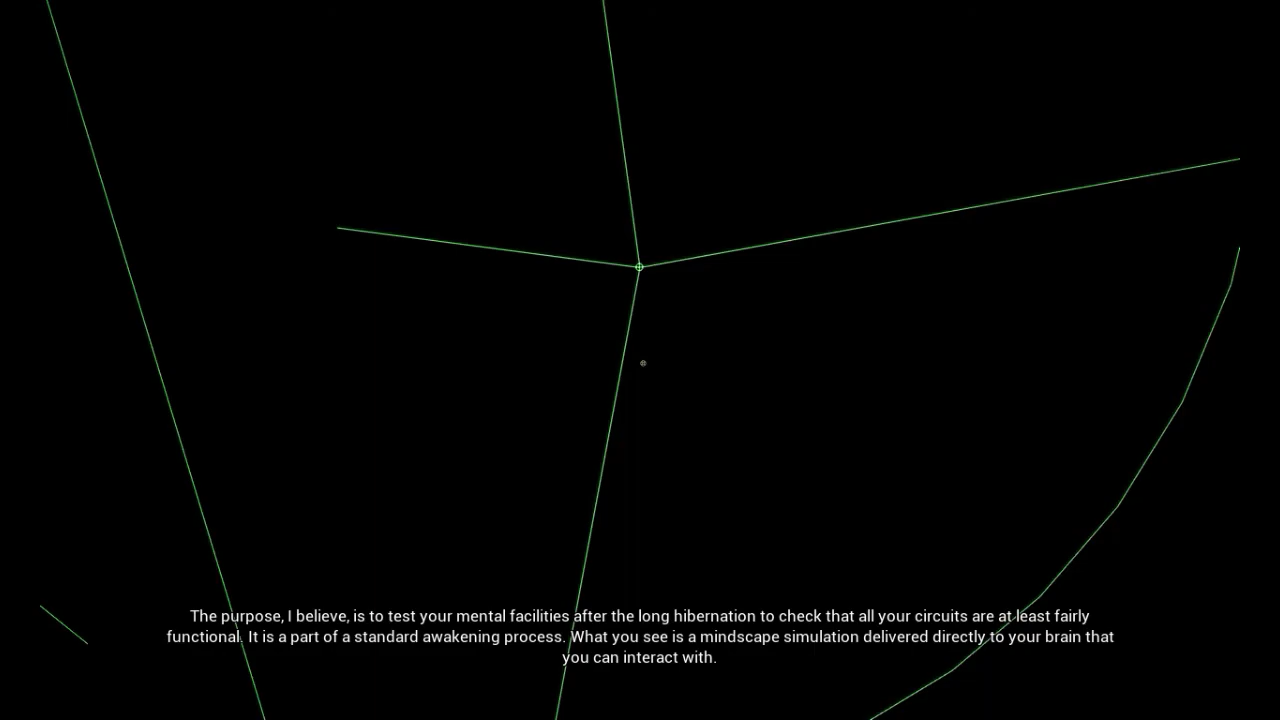 The purpose, I believe, is to test your mental facilities after the long hibernation to check that all your circuits are at least fairly
functional. It is a part of a standard awakening process. What you see is a mindscape simulation delivered directly to your brain that
you can interact with.